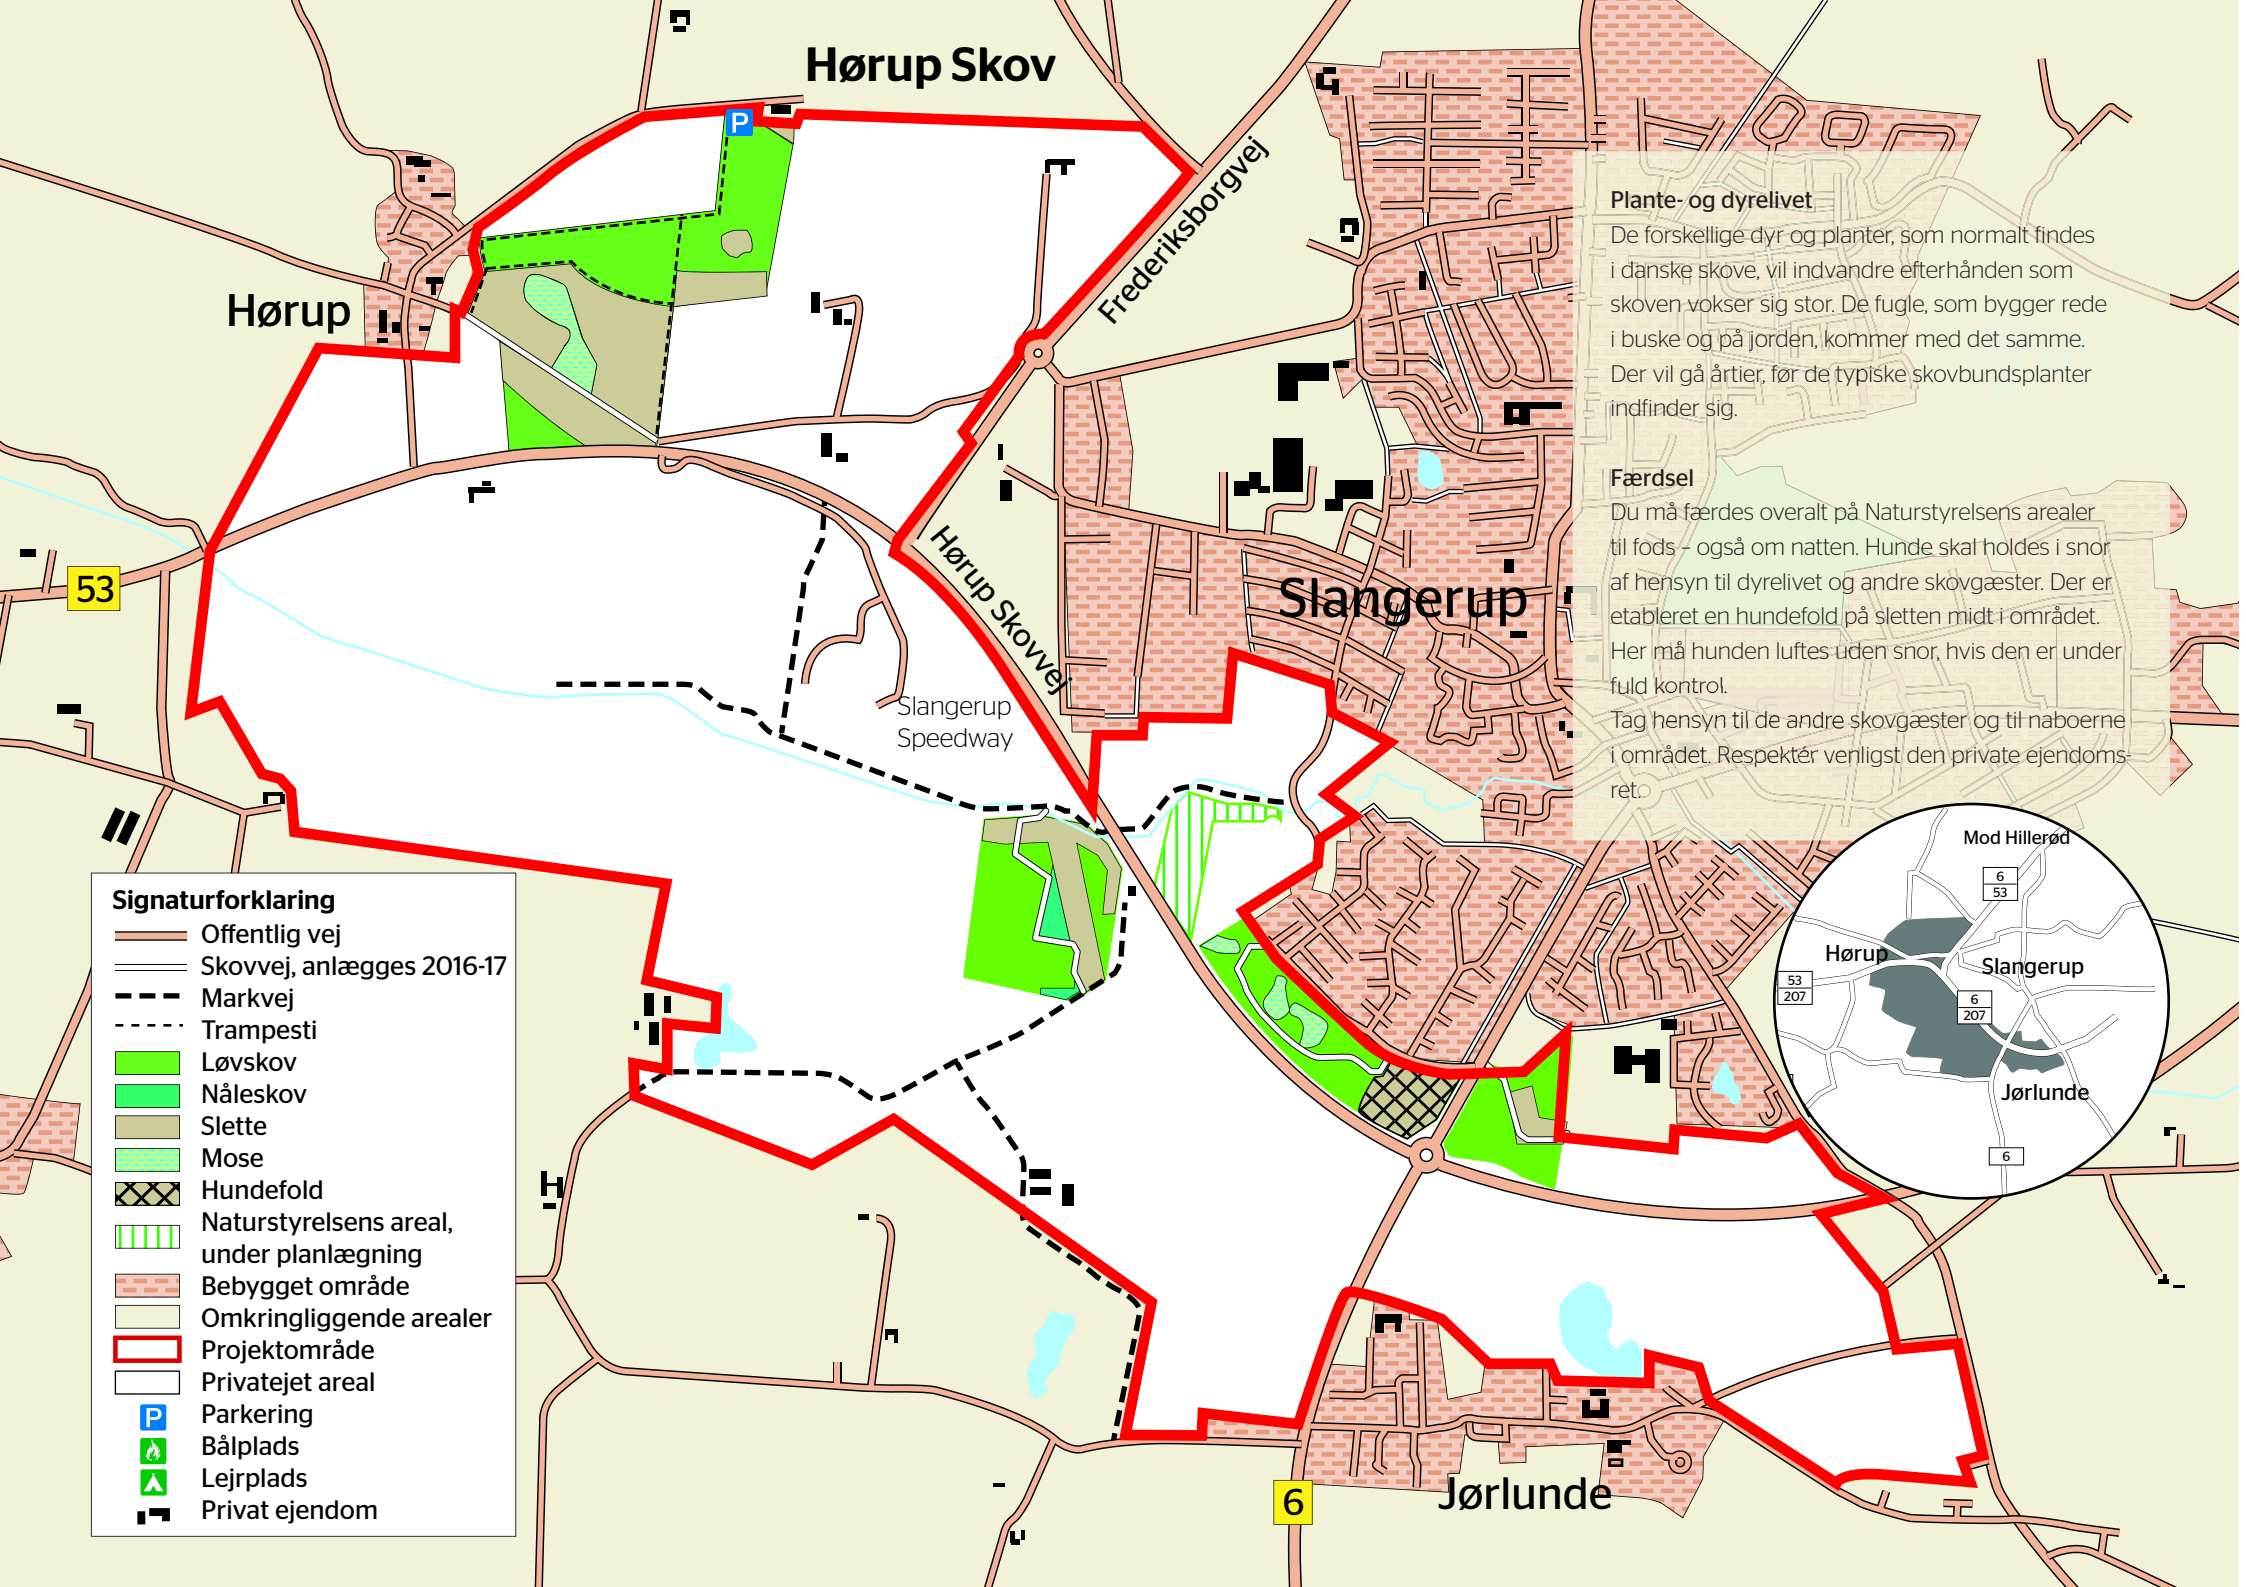 Hørup Skov
Frederiksborgvej
Hørup
53
Hørup Skovvej
Slangerup
Slangerup
Speedway
6
Jørlunde
Plante- og dyrelivet
De forskellige dyr og planter, som normalt findes
i danske skove, vil indvandre efterhånden som
skoven vokser sig stor. De fugle, som bygger rede
i buske og på jorden, kommer med det samme.
Der vil gå årtier, før de typiske skovbundsplanter
indfinder sig.
Færdsel
Du må færdes overalt på Naturstyrelsens arealer
til fods – også om natten. Hunde skal holdes i snor
af hensyn til dyrelivet og andre skovgæster. Der er
etableret en hundefold på sletten midt i området.
Her må hunden luftes uden snor, hvis den er under
fuld kontrol.
Tag hensyn til de andre skovgæster og til naboerne
i området. Respektér venligst den private ejendoms-
ret.
Signaturforklaring
Offentlig vej
Skovvej, anlægges 2016-17
Markvej
Trampesti
Løvskov
Nåleskov
Slette
Mose
Hundefold
Naturstyrelsens areal,
under planlægning
Bebygget område
Omkringliggende arealer
Projektområde
Privatejet areal
P Parkering
Bålplads
Lejrplads
Privat ejendom
P
Mod Hillerød
6
53
Hørup
Slangerup
53
207
6
207
Jørlunde
6